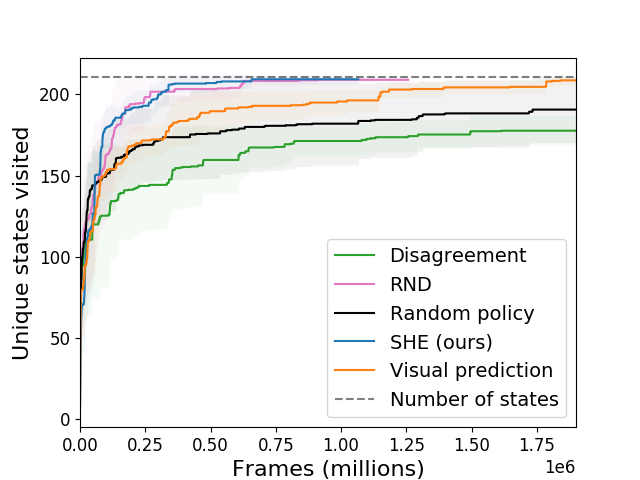 Unique states visited
200
150
100
50
0
0.00 0.25 0.50 0.75 1.00 1.25 1.50 1.75
1e6
Frames (millions)
Disagreement
RND
Random policy
SHE (ours)
Visual prediction
Number of states